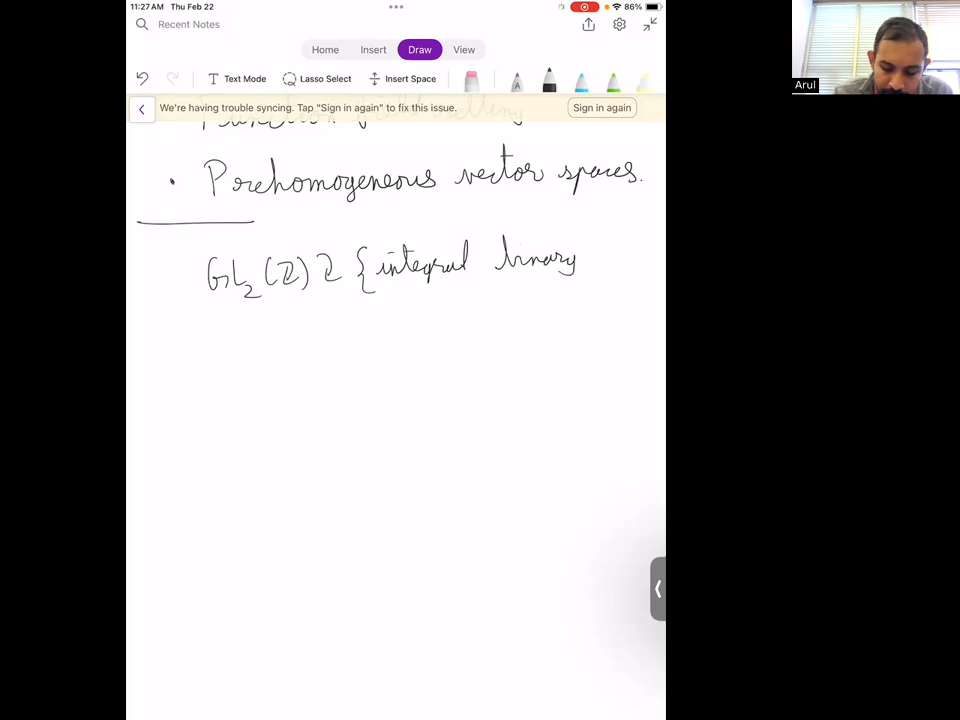 11:27AM Thu Feb 22
86%
Recent Notes
Home Insert Draw View
Text Mode Lasso Select Insert Space
We're having trouble syncing. Tap "Sign in again" to fix this issue. Sign in again
Arul
• Prehomogeneous vector spaces.
GL₂(ℤ) ⤾ {integral binary